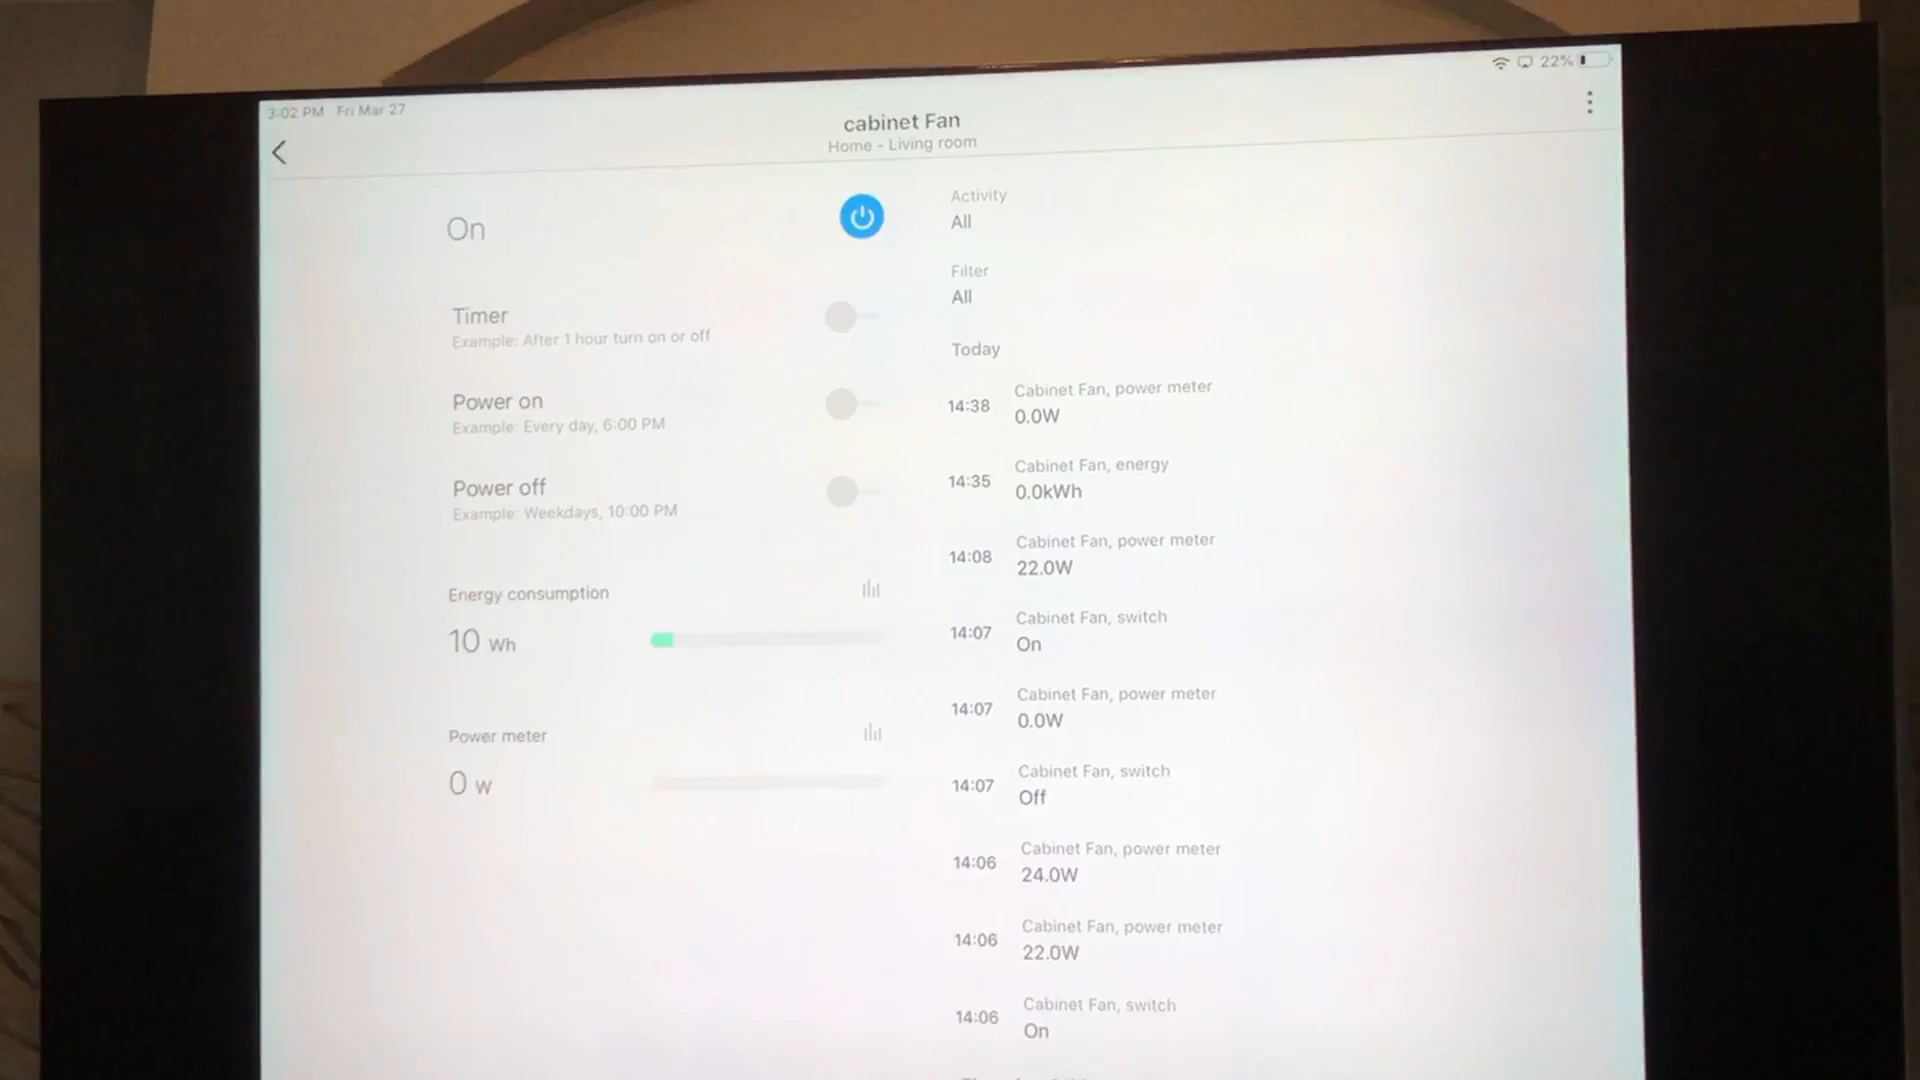 3:02 PM Fri Mar 27
22%
cabinet Fan
Home - Living room
On
Timer
Example: After 1 hour turn on or off
Power on
Example: Every day, 6:00 PM
Power off
Example: Weekdays, 10:00 PM
Energy consumption
10 Wh
Power meter
0 W
Activity
All
Filter
All
Today
14:38 Cabinet Fan, power meter
0.0W
14:35 Cabinet Fan, energy
0.0kWh
14:08 Cabinet Fan, power meter
22.0W
14:07 Cabinet Fan, switch
On
14:07 Cabinet Fan, power meter
0.0W
14:07 Cabinet Fan, switch
Off
14:06 Cabinet Fan, power meter
24.0W
14:06 Cabinet Fan, power meter
22.0W
14:06 Cabinet Fan, switch
On